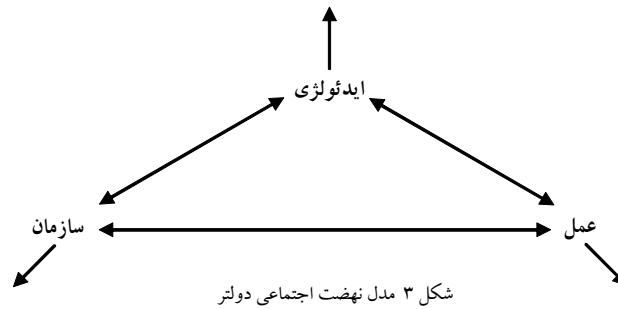 ایدئولژی
سازمان
عمل
شکل ۳ مدل نهضت اجتماعی دولتر